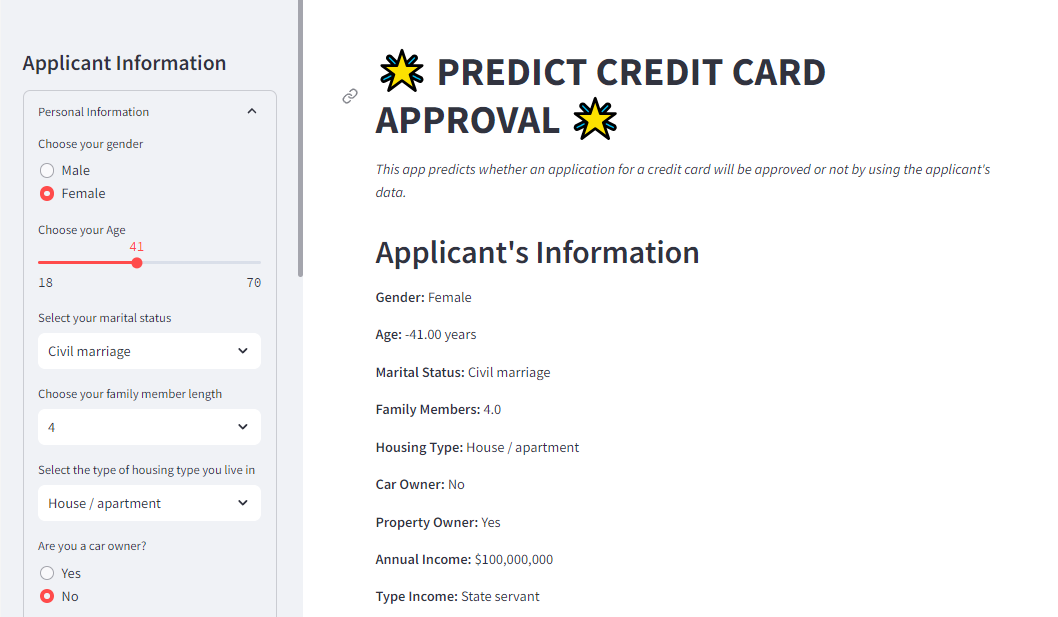 Applicant Information
Personal Information
Choose your gender
Male
Female
Choose your Age
41
18 70
Select your marital status
Civil marriage
Choose your family member length
4
Select the type of housing type you live in
House / apartment
Are you a car owner?
Yes
No
PREDICT CREDIT CARD
APPROVAL
This app predicts whether an application for a credit card will be approved or not by using the applicant's
data.
Applicant's Information
Gender: Female
Age: -41.00 years
Marital Status: Civil marriage
Family Members: 4.0
Housing Type: House / apartment
Car Owner: No
Property Owner: Yes
Annual Income: $100,000,000
Type Income: State servant